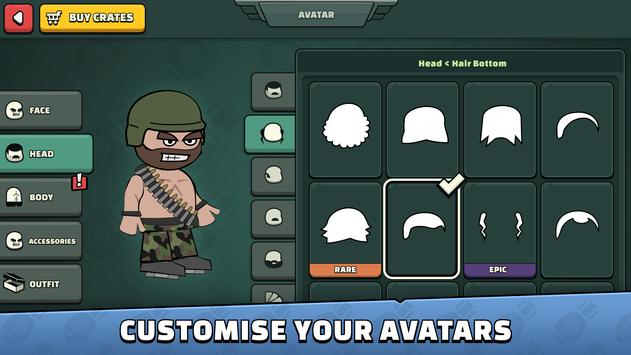 BUY CRATES
AVATAR
Head < Hair Bottom
FACE
HEAD
BODY
!
ACCESSORIES
OUTFIT
RARE
EPIC
CUSTOMISE YOUR AVATARS